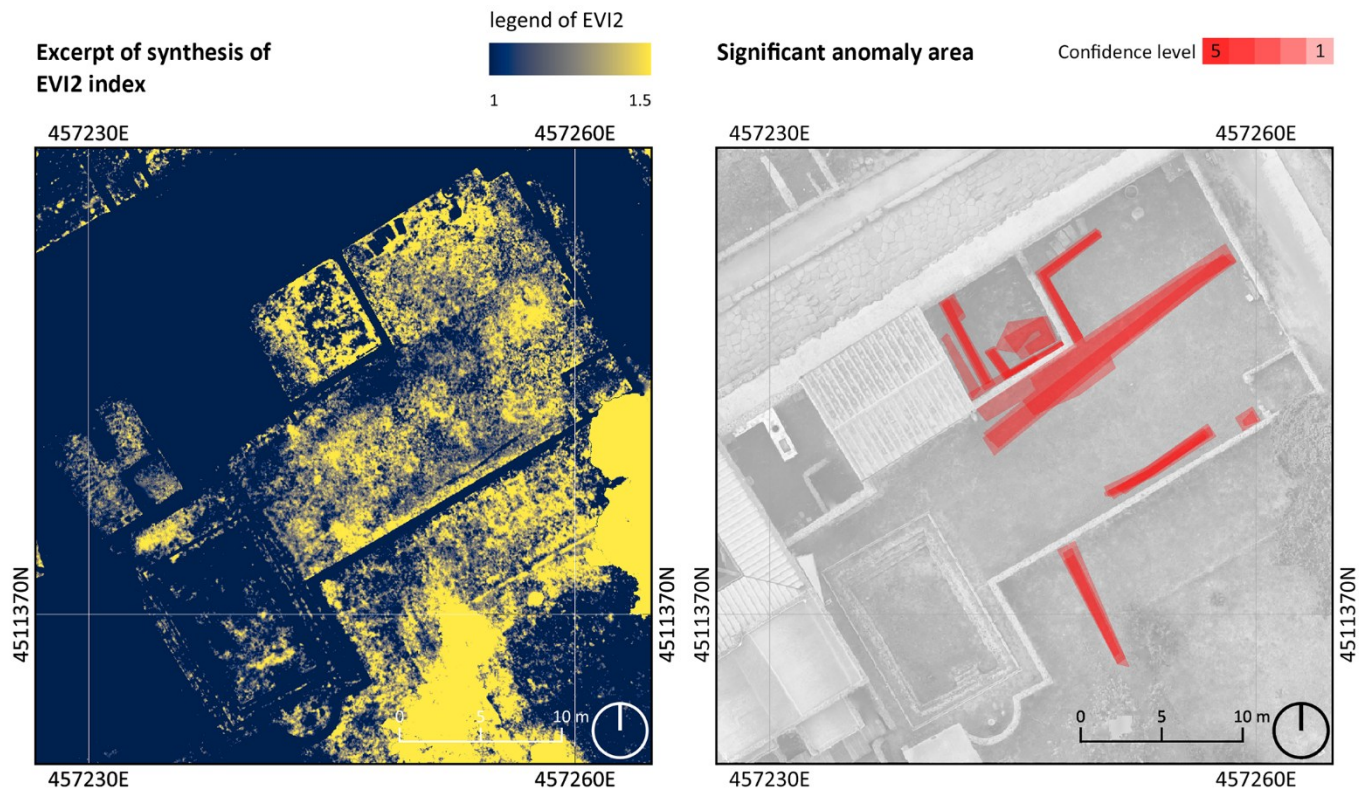 Excerpt of synthesis of
EVI2 index
legend of EVI2
1 1.5
457230E 457260E
4511370N 4511370N
0 5 10 m
457230E 457260E
Significant anomaly area
Confidence level 5 1
457230E 457260E
4511370N 4511370N
0 5 10 m
457230E 457260E